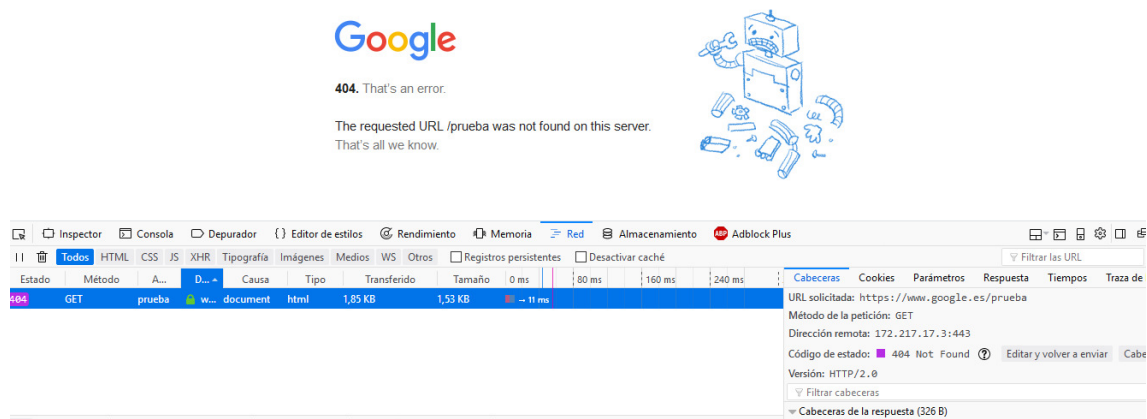 Google
404. That's an error.
The requested URL /prueba was not found on this server.
That's all we know.
Inspector Consola Depurador {} Editor de estilos Rendimiento Memoria Red Almacenamiento ABP Adblock Plus
Todos HTML CSS JS XHR Tipografía Imágenes Medios WS Otros Registros persistentes Desactivar caché Filtrar las URL
Estado Método A... D... Causa Tipo Transferido Tamaño 0 ms 80 ms 160 ms 240 ms Cabeceras Cookies Parámetros Respuesta Tiempos Traza de
404 GET prueba w... document html 1,85 KB 1,53 KB → 11 ms
URL solicitada: https://www.google.es/prueba
Método de la petición: GET
Dirección remota: 172.217.17.3:443
Código de estado: 404 Not Found ? Editar y volver a enviar Cabe
Versión: HTTP/2.0
Filtrar cabeceras
Cabeceras de la respuesta (326 B)